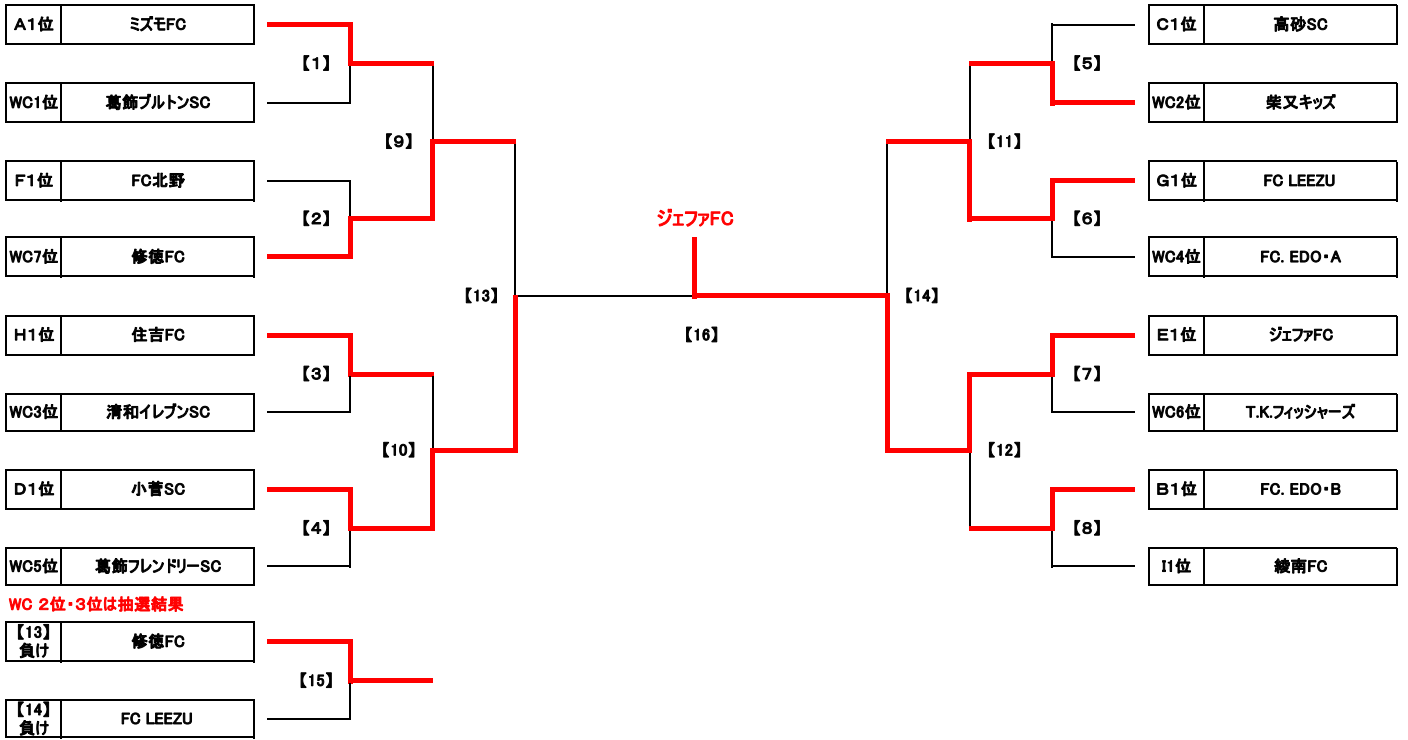 A1位 ミズモFC
【1】
WC1位 葛飾ブルトンSC
【9】
F1位 FC北野
【2】
WC7位 修徳FC
【13】
H1位 住吉FC
【3】
WC3位 清和イレブンSC
【10】
D1位 小菅SC
【4】
WC5位 葛飾フレンドリーSC
WC 2位・3位は抽選結果
【13】
負け
修徳FC
【15】
【14】
負け
FC LEEZU
ジェファFC
【16】
C1位 高砂SC
【5】
WC2位 柴又キッズ
【11】
G1位 FC LEEZU
【6】
WC4位 FC. EDO・A
【14】
E1位 ジェファFC
【7】
WC6位 T.K.フィッシャーズ
【12】
B1位 FC. EDO・B
【8】
I1位 綾南FC